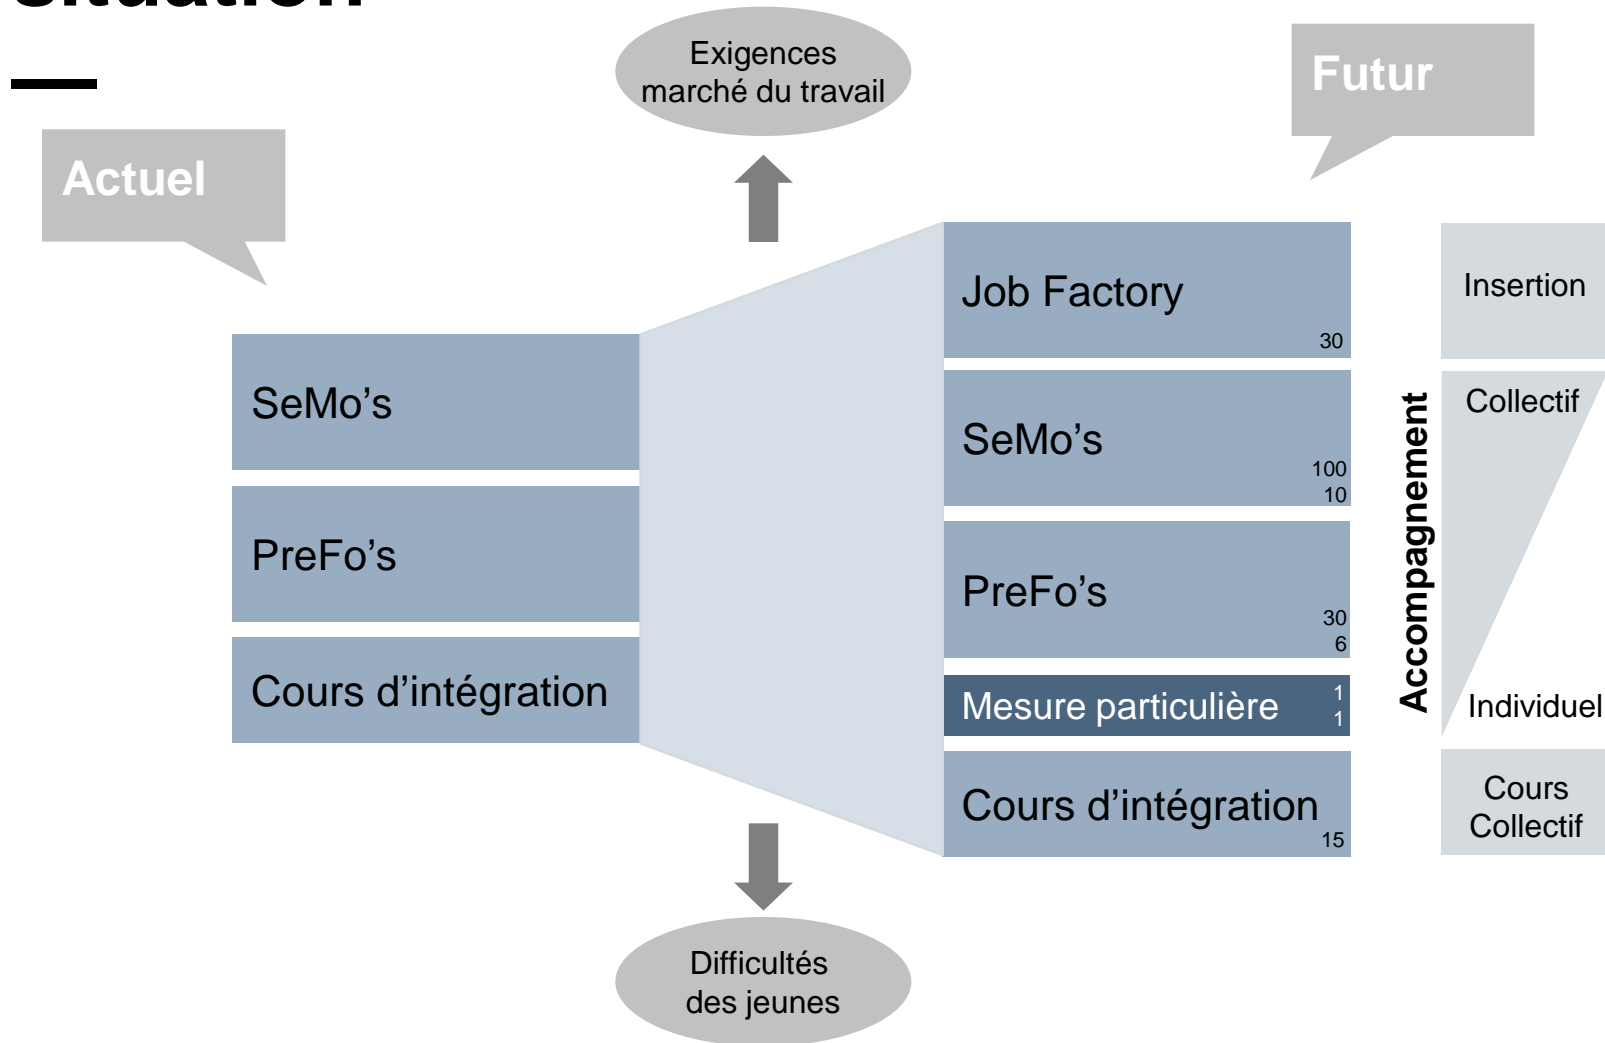 situation
Exigences
marché du travail
Futur
Actuel
SeMo’s
PreFo’s
Cours d’intégration
Job Factory
30
SeMo’s
100
10
PreFo’s
30
6
Mesure particulière
1
1
Cours d’intégration
15
Accompagnement
Insertion
Collectif
Individuel
Cours
Collectif
Difficultés
des jeunes